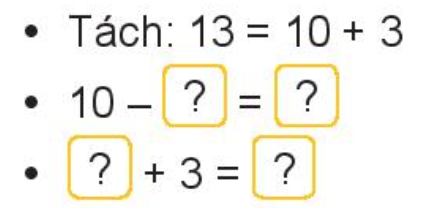 • Tách: 13 = 10 + 3
• 10 – ? = ?
• ? + 3 = ?